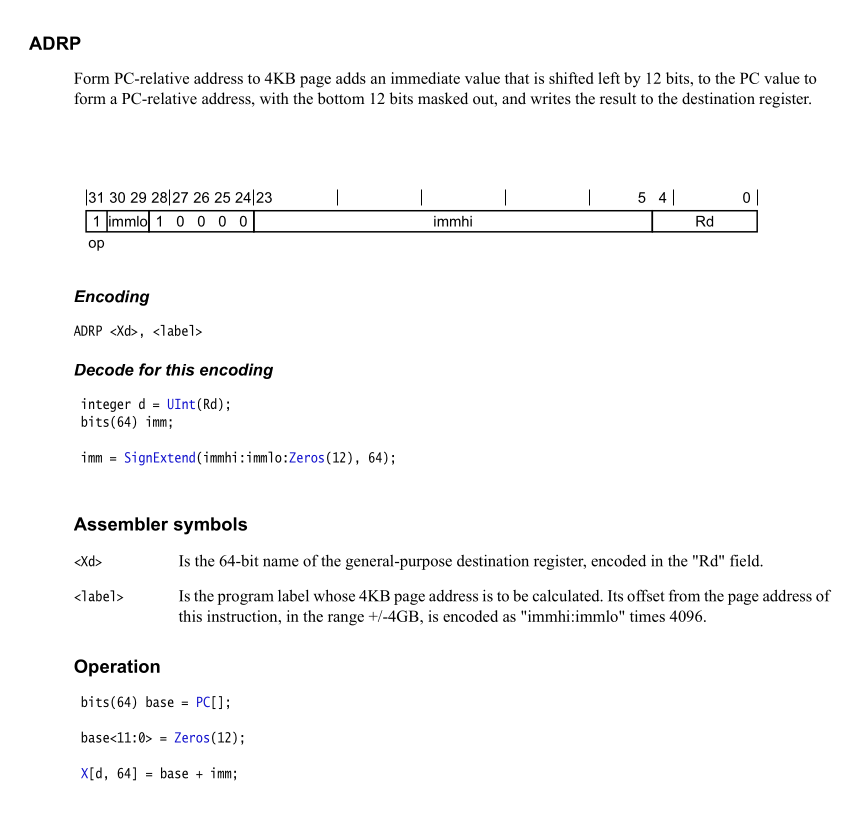 ADRP
Form PC-relative address to 4KB page adds an immediate value that is shifted left by 12 bits, to the PC value to
form a PC-relative address, with the bottom 12 bits masked out, and writes the result to the destination register.
31 30 29 28 27 26 25 24 23 5 4 0
1 immlo 1 0 0 0 0 immhi Rd
op
Encoding
ADRP <Xd>, <label>
Decode for this encoding
integer d = UInt(Rd);
bits(64) imm;
imm = SignExtend(immhi:immlo:Zeros(12), 64);
Assembler symbols
<Xd> Is the 64-bit name of the general-purpose destination register, encoded in the "Rd" field.
<label> Is the program label whose 4KB page address is to be calculated. Its offset from the page address of
this instruction, in the range +/-4GB, is encoded as "immhi:immlo" times 4096.
Operation
bits(64) base = PC[];
base<11:0> = Zeros(12);
X[d, 64] = base + imm;